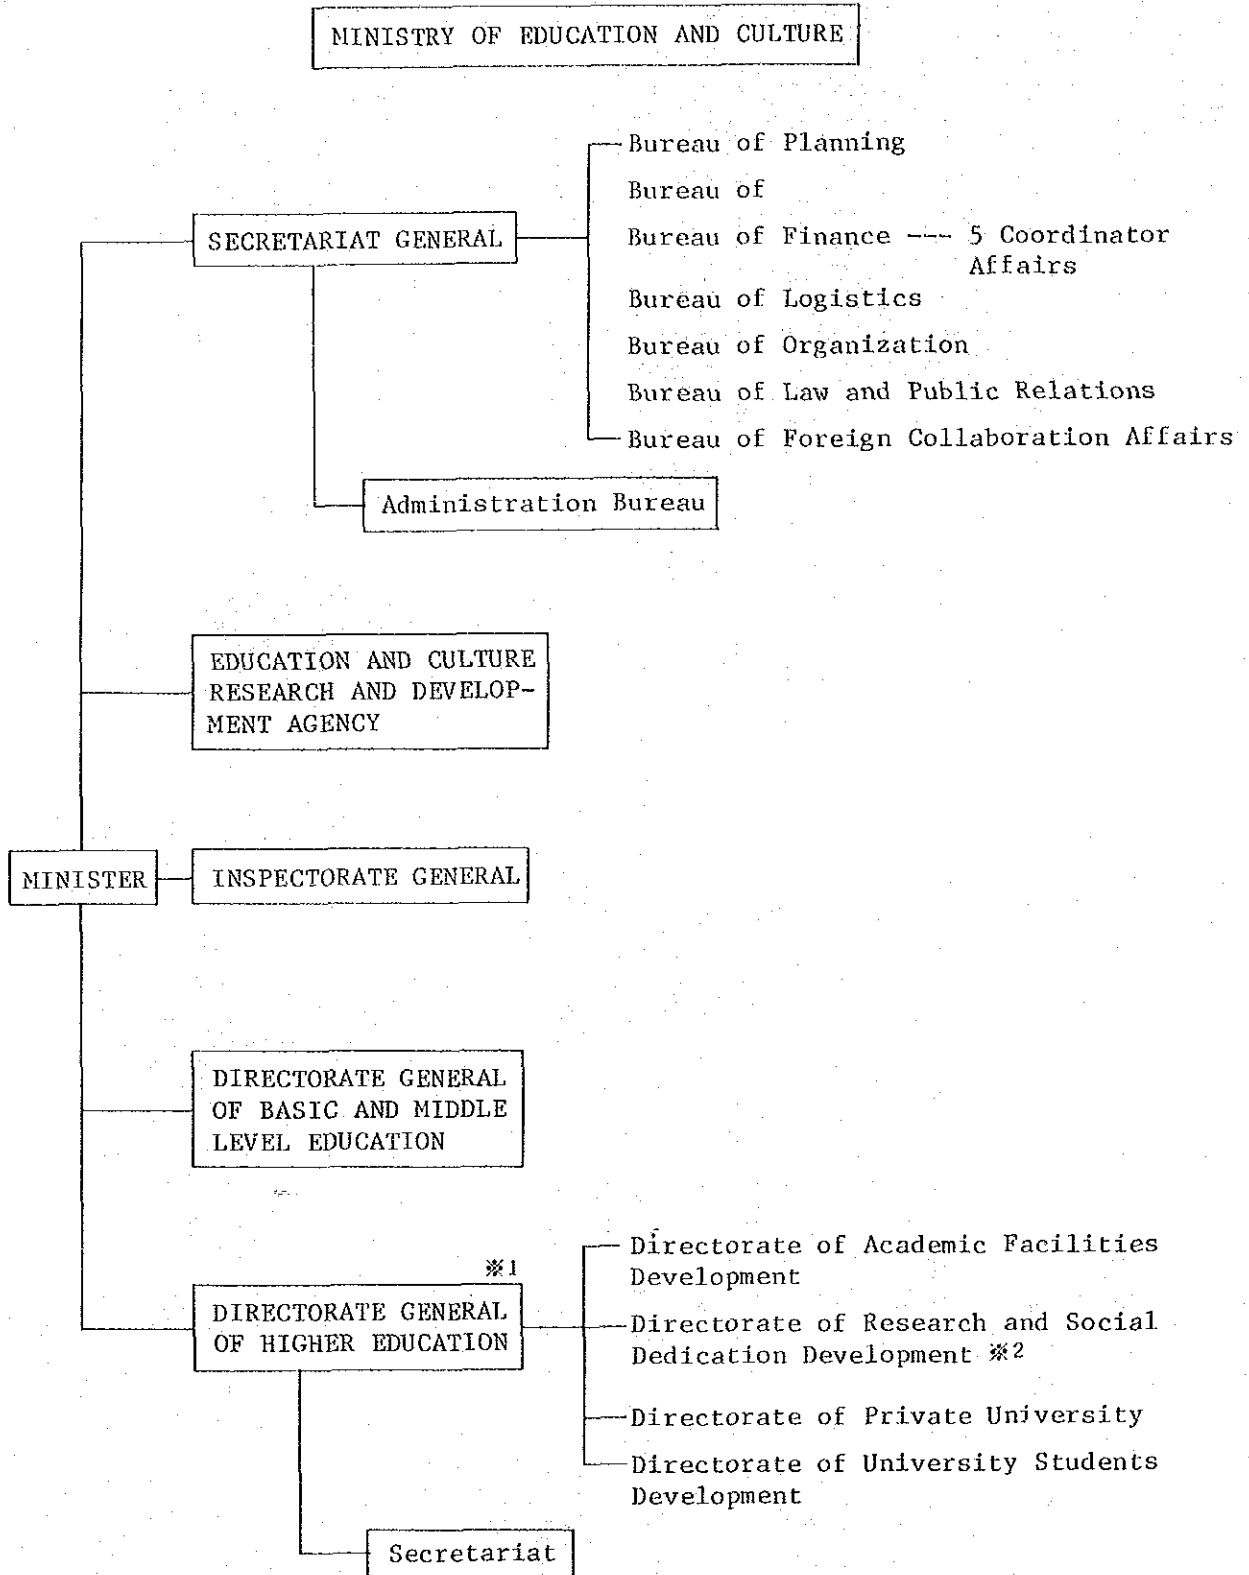 MINISTRY OF EDUCATION AND CULTURE
Bureau of Planning
Bureau of
SECRETARIAT GENERAL
Bureau of Finance --- 5 Coordinator
Affairs
Bureau of Logistics
Bureau of Organization
Bureau of Law and Public Relations
Bureau of Foreign Collaboration Affairs
Administration Bureau
EDUCATION AND CULTURE
RESEARCH AND DEVELOP-
MENT AGENCY
MINISTER
INSPECTORATE GENERAL
DIRECTORATE GENERAL
OF BASIC AND MIDDLE
LEVEL EDUCATION
※1
DIRECTORATE GENERAL
OF HIGHER EDUCATION
Directorate of Academic Facilities
Development
Directorate of Research and Social
Dedication Development ※2
Directorate of Private University
Directorate of University Students
Development
Secretariat